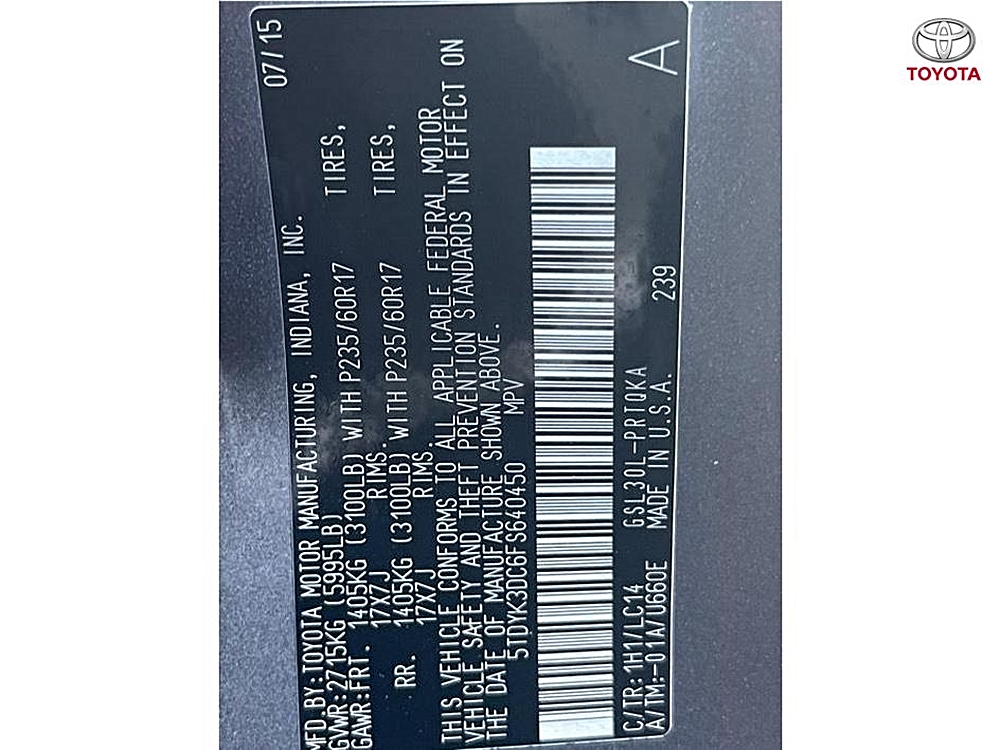 07/15
MFD.BY:TOYOTA MOTOR MANUFACTURING, INDIANA, INC.
GVWR:2715KG (5995LB)
GAWR:FRT. 1405KG (3100LB) WITH P235/60R17 TIRES,
17X7J RIMS.
RR. 1405KG (3100LB) WITH P235/60R17 TIRES,
17X7J RIMS.
THIS VEHICLE CONFORMS TO ALL APPLICABLE FEDERAL MOTOR
VEHICLE SAFETY AND THEFT PREVENTION STANDARDS IN EFFECT ON
THE DATE OF MANUFACTURE SHOWN ABOVE.
5TDYK3DC6FS640450 MPV
C/TR:1H1/LC14 GSL30L-PRTQKA
A/TM:-01A/U660E MADE IN U.S.A. 239
A
TOYOTA